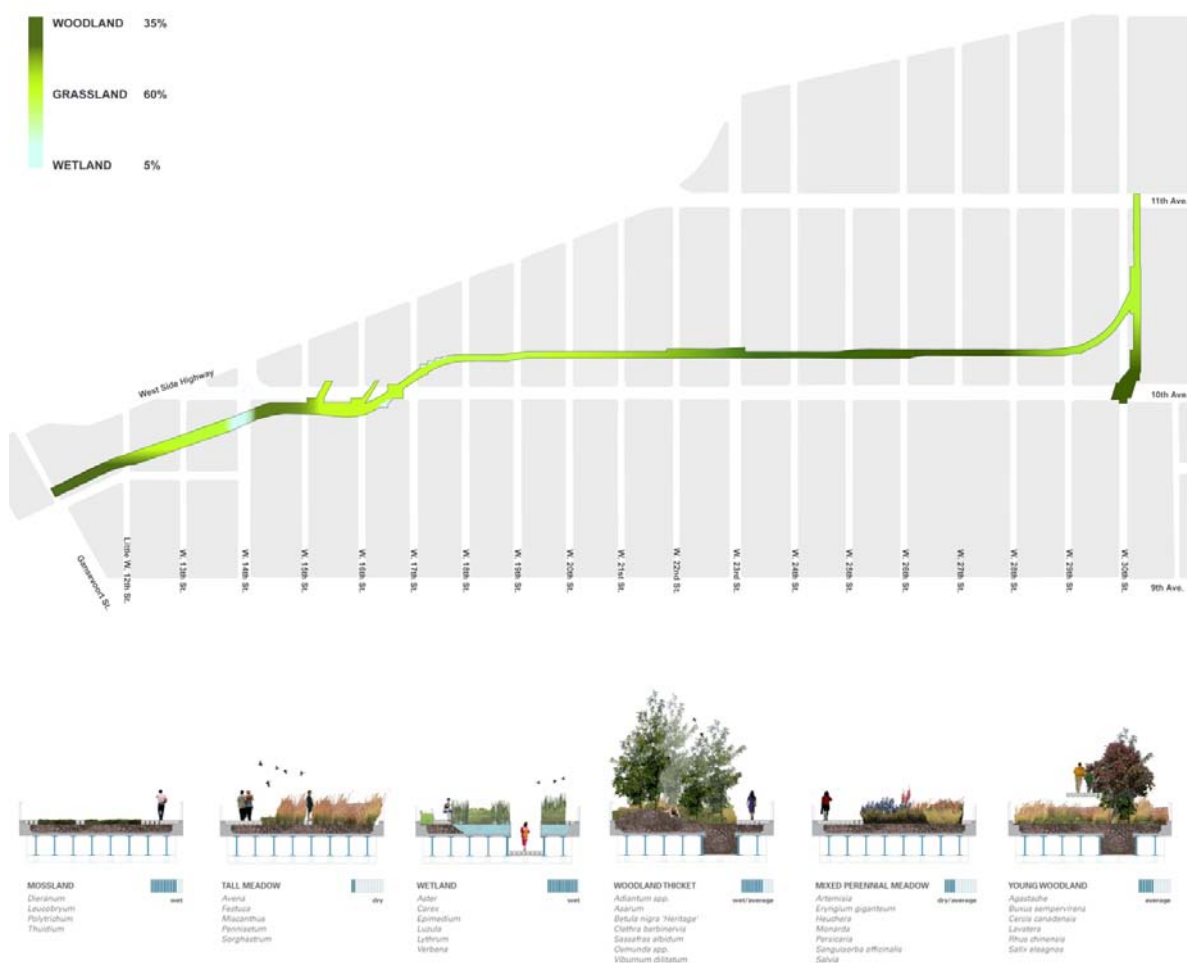 WOODLAND 35%
GRASSLAND 60%
WETLAND 5%
11th Ave.
West Side Highway
10th Ave.
Gansevoort St.
Little W. 12th St.
W. 13th St.
W. 14th St.
W. 15th St.
W. 16th St.
W. 17th St.
W. 18th St.
W. 19th St.
W. 20th St.
W. 21st St.
W. 22nd St.
W. 23rd St.
W. 24th St.
W. 25th St.
W. 26th St.
W. 27th St.
W. 28th St.
W. 29th St.
W. 30th St.
9th Ave.
MOSSLAND
wet
Dieranum
Leucobryum
Polytrichum
Thuidium
TALL MEADOW
dry
Avena
Festuca
Miscanthus
Pennisetum
Sorghastrum
WETLAND
wet
Aster
Carex
Epimedium
Luzula
Lythrum
Verbena
WOODLAND THICKET
wet/average
Adiantum spp.
Asarum
Betula nigra 'Heritage'
Clethra barbinervis
Sassafras albidum
Osmunda spp.
Viburnum dilitatum
MIXED PERENNIAL MEADOW
dry/average
Artemisia
Eryngium giganteum
Heuchera
Monarda
Persicaria
Sanguisorba officinalis
Salvia
YOUNG WOODLAND
average
Agastache
Buxus sempervirens
Cercis canadensis
Lavatera
Rhus chinensis
Salix elaagnos